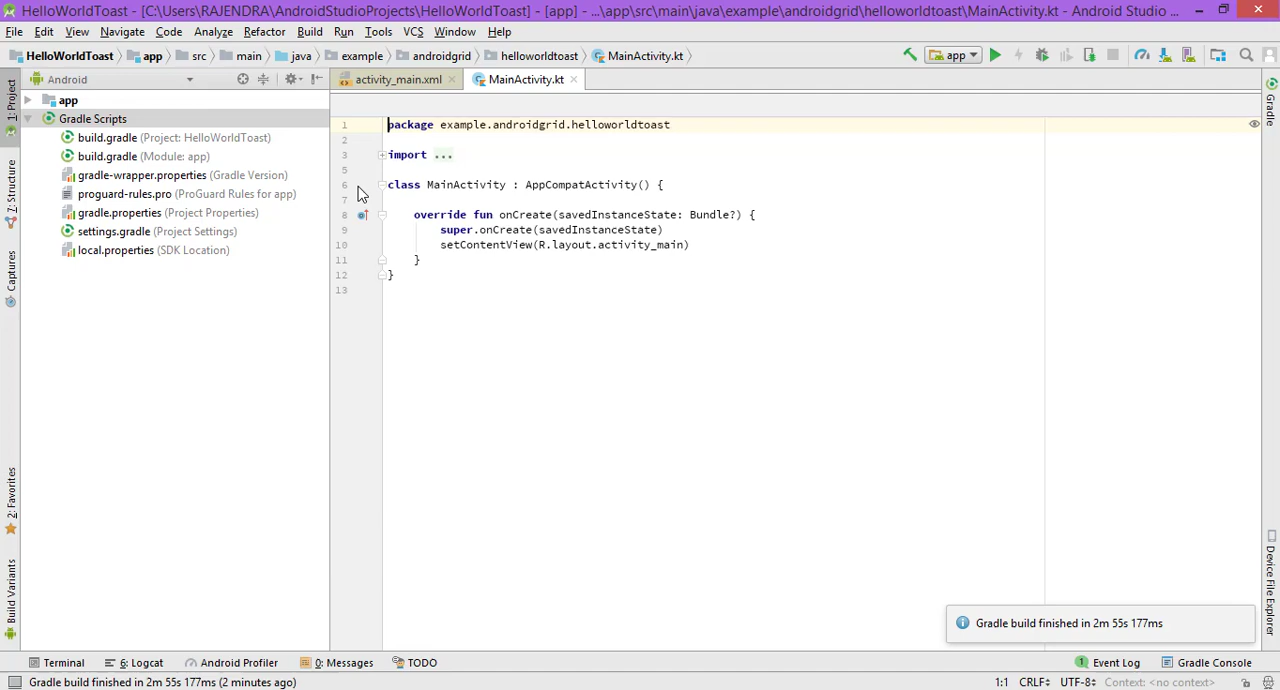 HelloWorldToast - [C:\Users\RAJENDRA\AndroidStudioProjects\HelloWorldToast] - [app] - ...\app\src\main\java\example\androidgrid\helloworldtoast\MainActivity.kt - Android Studio ...
File Edit View Navigate Code Analyze Refactor Build Run Tools VCS Window Help
HelloWorldToast app src main java example androidgrid helloworldtoast MainActivity.kt app
1: Project
Z: Structure
Captures
2: Favorites
Build Variants
Android
app
Gradle Scripts
build.gradle (Project: HelloWorldToast)
build.gradle (Module: app)
gradle-wrapper.properties (Gradle Version)
proguard-rules.pro (ProGuard Rules for app)
gradle.properties (Project Properties)
settings.gradle (Project Settings)
local.properties (SDK Location)
activity_main.xml MainActivity.kt
1 package example.androidgrid.helloworldtoast
2
3 import ...
5
6 class MainActivity : AppCompatActivity() {
7
8 override fun onCreate(savedInstanceState: Bundle?) {
9 super.onCreate(savedInstanceState)
10 setContentView(R.layout.activity_main)
11 }
12 }
13
Gradle
Device File Explorer
Gradle build finished in 2m 55s 177ms
Terminal 6: Logcat Android Profiler 0: Messages TODO 1 Event Log Gradle Console
Gradle build finished in 2m 55s 177ms (2 minutes ago) 1:1 CRLF UTF-8 Context: <no context>